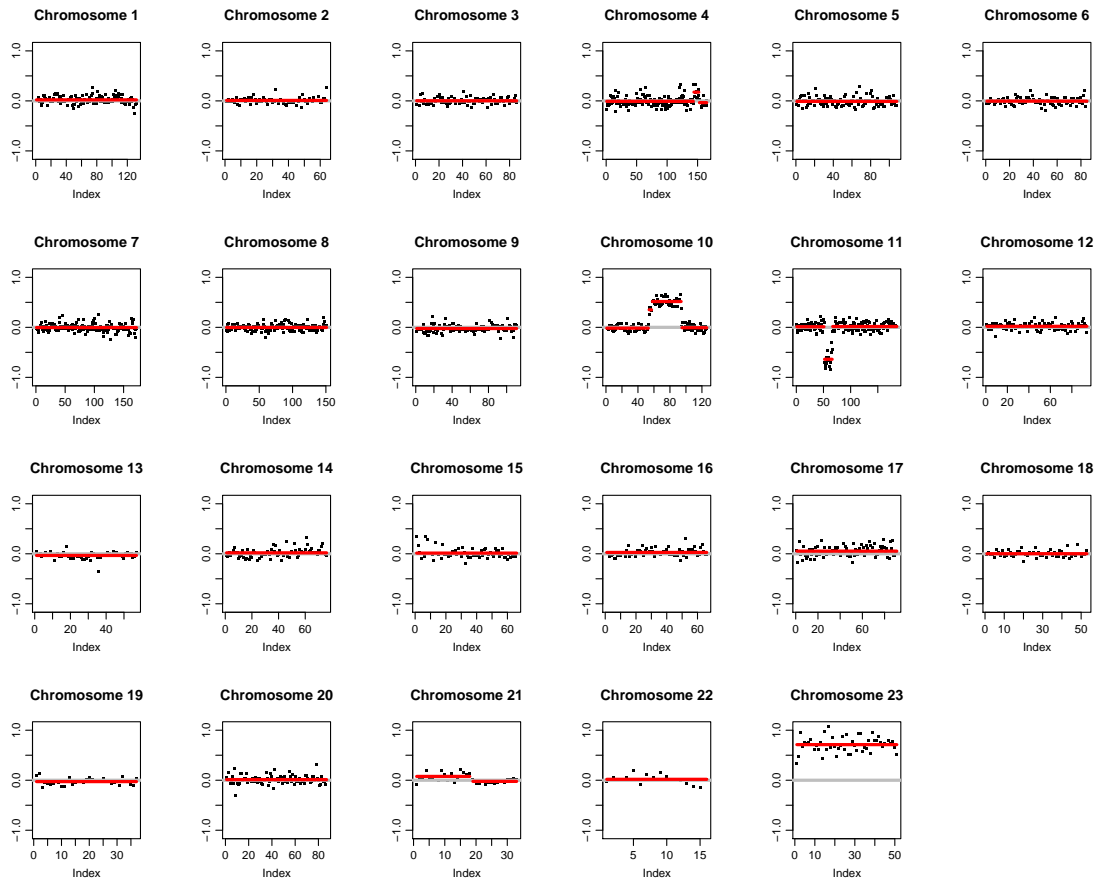 Chromosome 1 Chromosome 2 Chromosome 3 Chromosome 4 Chromosome 5 Chromosome 6
1.0 1.0 1.0 1.0 1.0 1.0
0.0 0.0 0.0 0.0 0.0 0.0
−1.0 −1.0 −1.0 −1.0 −1.0 −1.0
0 40 80 120 0 20 40 60 0 20 40 60 80 0 50 100 150 0 40 80 0 20 40 60 80
Index Index Index Index Index Index
Chromosome 7 Chromosome 8 Chromosome 9 Chromosome 10 Chromosome 11 Chromosome 12
1.0 1.0 1.0 1.0 1.0 1.0
0.0 0.0 0.0 0.0 0.0 0.0
−1.0 −1.0 −1.0 −1.0 −1.0 −1.0
0 50 100 150 0 50 100 150 0 40 80 0 40 80 120 0 50 100 0 20 60
Index Index Index Index Index Index
Chromosome 13 Chromosome 14 Chromosome 15 Chromosome 16 Chromosome 17 Chromosome 18
1.0 1.0 1.0 1.0 1.0 1.0
0.0 0.0 0.0 0.0 0.0 0.0
−1.0 −1.0 −1.0 −1.0 −1.0 −1.0
0 20 40 0 20 40 60 0 20 40 60 0 20 40 60 0 20 60 0 10 30 50
Index Index Index Index Index Index
Chromosome 19 Chromosome 20 Chromosome 21 Chromosome 22 Chromosome 23
1.0 1.0 1.0 1.0 1.0
0.0 0.0 0.0 0.0 0.0
−1.0 −1.0 −1.0 −1.0 −1.0
0 10 20 30 0 20 40 60 80 0 10 20 30 5 10 15 0 10 30 50
Index Index Index Index Index